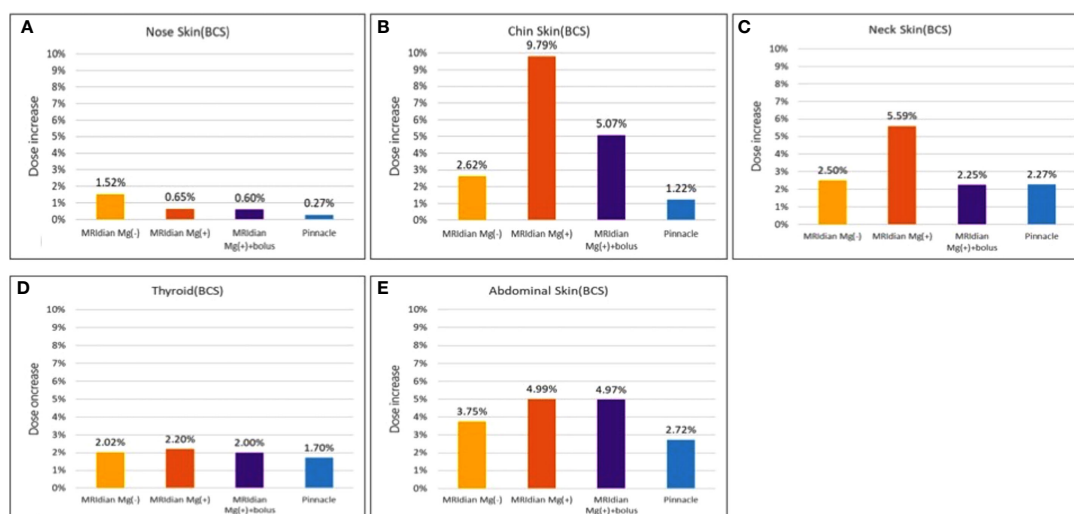 A
Nose Skin(BCS)
Dose increase
10%
9%
8%
7%
6%
5%
4%
3%
2%
1%
0%
1.52%
0.65%
0.60%
0.27%
MRIdian Mg(-)
MRIdian Mg(+)
MRIdian
Mg(+)+bolus
Pinnacle
B
Chin Skin(BCS)
Dose increase
10%
9%
8%
7%
6%
5%
4%
3%
2%
1%
0%
2.62%
9.79%
5.07%
1.22%
MRIdian Mg(-)
MRIdian Mg(+)
MRIdian
Mg(+)+bolus
Pinnacle
C
Neck Skin(BCS)
Dose increase
10%
9%
8%
7%
6%
5%
4%
3%
2%
1%
0%
2.50%
5.59%
2.25%
2.27%
MRIdian Mg(-)
MRIdian Mg(+)
MRIdian
Mg(+)+bolus
Pinnacle
D
Thyroid(BCS)
Dose oncrease
10%
9%
8%
7%
6%
5%
4%
3%
2%
1%
0%
2.02%
2.20%
2.00%
1.70%
MRIdian Mg(-)
MRIdian Mg(+)
MRIdian
Mg(+)+bolus
Pinnacle
E
Abdominal Skin(BCS)
Dose increase
10%
9%
8%
7%
6%
5%
4%
3%
2%
1%
0%
3.75%
4.99%
4.97%
2.72%
MRIdian Mg(-)
MRIdian Mg(+)
MRIdian
Mg(+)+bolus
Pinnacle